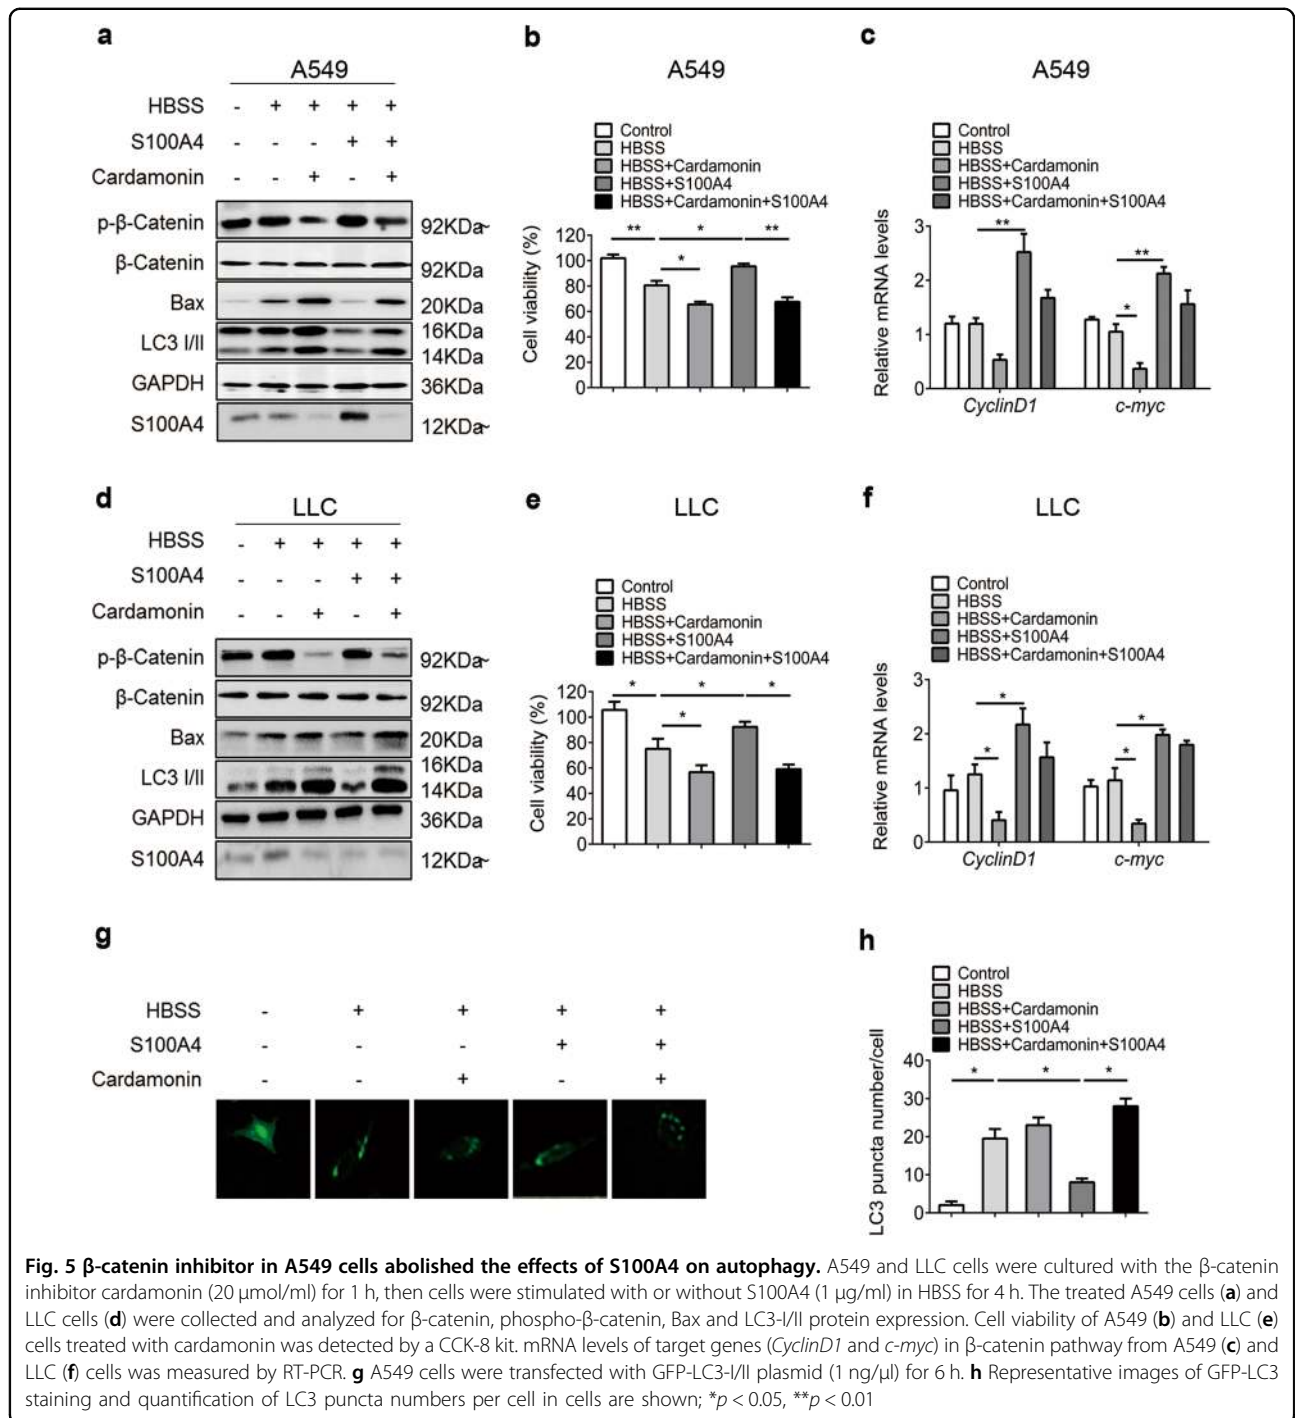 a
A549
HBSS - + + + +
S100A4 - - - + +
Cardamonin - - + - +
p-β-Catenin 92KDa~
β-Catenin 92KDa
Bax 20KDa
16KDa
LC3 I/II
14KDa
GAPDH 36KDa
S100A4 12KDa~
b
A549
Control
HBSS
HBSS+Cardamonin
HBSS+S100A4
HBSS+Cardamonin+S100A4
Cell viability (%)
120
100
80
60
40
20
0
** * **
*
c
A549
Control
HBSS
HBSS+Cardamonin
HBSS+S100A4
HBSS+Cardamonin+S100A4
Relative mRNA levels
3
2
1
0
**
**
*
CyclinD1 c-myc
d
LLC
HBSS - + + + +
S100A4 - - - + +
Cardamonin - - + - +
p-β-Catenin 92KDa~
β-Catenin 92KDa
Bax 20KDa
16KDa
LC3 I/II
14KDa
GAPDH 36KDa
S100A4 12KDa~
e
LLC
Control
HBSS
HBSS+Cardamonin
HBSS+S100A4
HBSS+Cardamonin+S100A4
Cell viability (%)
120
100
80
60
40
20
0
* * *
*
f
LLC
Control
HBSS
HBSS+Cardamonin
HBSS+S100A4
HBSS+Cardamonin+S100A4
Relative mRNA levels
3
2
1
0
*
*
*
*
CyclinD1 c-myc
g
HBSS - + + + +
S100A4 - - - + +
Cardamonin - - + - +
h
Control
HBSS
HBSS+Cardamonin
HBSS+S100A4
HBSS+Cardamonin+S100A4
LC3 puncta number/cell
40
30
20
10
0
* * *
Fig. 5 β-catenin inhibitor in A549 cells abolished the effects of S100A4 on autophagy. A549 and LLC cells were cultured with the β-catenin
inhibitor cardamonin (20 μmol/ml) for 1 h, then cells were stimulated with or without S100A4 (1 μg/ml) in HBSS for 4 h. The treated A549 cells (a) and
LLC cells (d) were collected and analyzed for β-catenin, phospho-β-catenin, Bax and LC3-I/II protein expression. Cell viability of A549 (b) and LLC (e)
cells treated with cardamonin was detected by a CCK-8 kit. mRNA levels of target genes (CyclinD1 and c-myc) in β-catenin pathway from A549 (c) and
LLC (f) cells was measured by RT-PCR. g A549 cells were transfected with GFP-LC3-I/II plasmid (1 ng/μl) for 6 h. h Representative images of GFP-LC3
staining and quantification of LC3 puncta numbers per cell in cells are shown; *p < 0.05, **p < 0.01